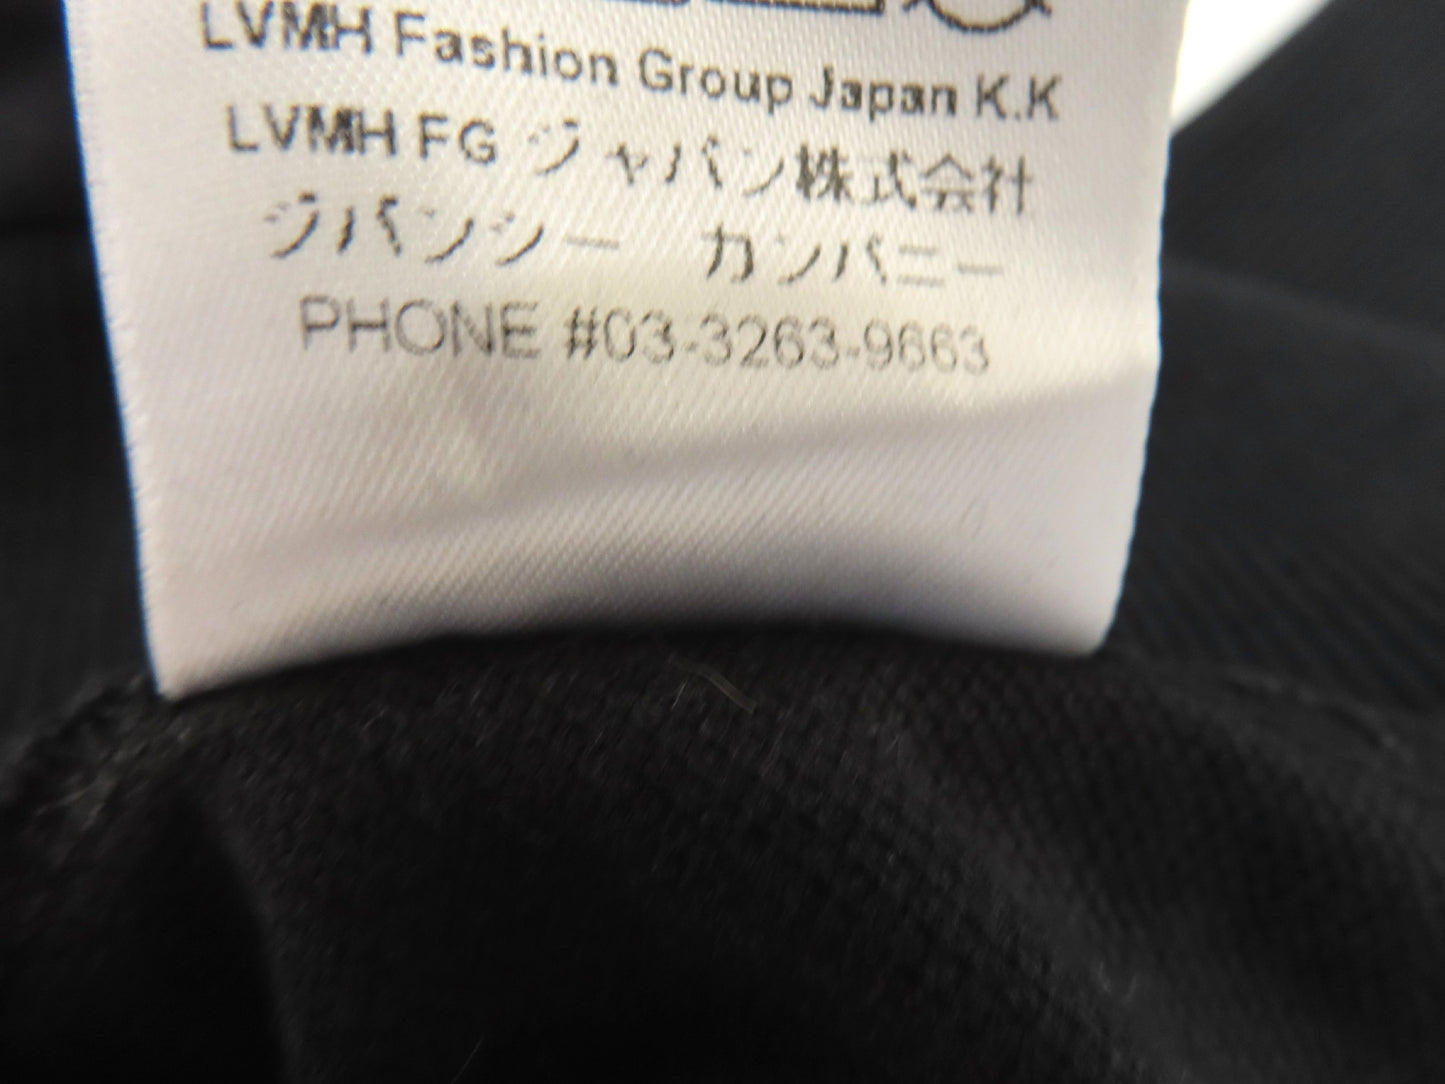 LVMH Fashion Group Japan K.K
LVMH FG ジャパン株式会社
ジバンシー　カンパニー
PHONE #03-3263-9663